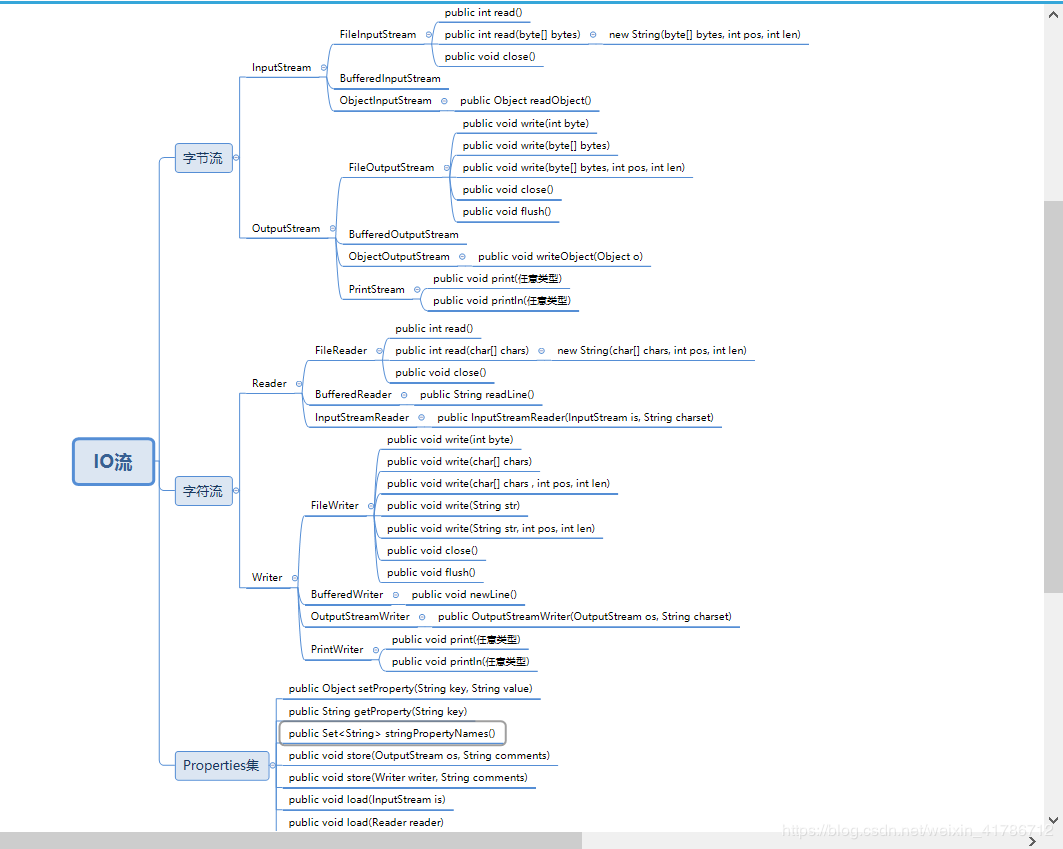 IO流
字节流
InputStream
FileInputStream
public int read()
public int read(byte[] bytes)
new String(byte[] bytes, int pos, int len)
public void close()
BufferedInputStream
ObjectInputStream
public Object readObject()
OutputStream
FileOutputStream
public void write(int byte)
public void write(byte[] bytes)
public void write(byte[] bytes, int pos, int len)
public void close()
public void flush()
BufferedOutputStream
ObjectOutputStream
public void writeObject(Object o)
PrintStream
public void print(任意类型)
public void println(任意类型)
字符流
Reader
FileReader
public int read()
public int read(char[] chars)
new String(char[] chars, int pos, int len)
public void close()
BufferedReader
public String readLine()
InputStreamReader
public InputStreamReader(InputStream is, String charset)
Writer
FileWriter
public void write(int byte)
public void write(char[] chars)
public void write(char[] chars , int pos, int len)
public void write(String str)
public void write(String str, int pos, int len)
public void close()
public void flush()
BufferedWriter
public void newLine()
OutputStreamWriter
public OutputStreamWriter(OutputStream os, String charset)
PrintWriter
public void print(任意类型)
public void println(任意类型)
Properties集
public Object setProperty(String key, String value)
public String getProperty(String key)
public Set<String> stringPropertyNames()
public void store(OutputStream os, String comments)
public void store(Writer writer, String comments)
public void load(InputStream is)
public void load(Reader reader)
https://blog.csdn.net/weixin_41786712